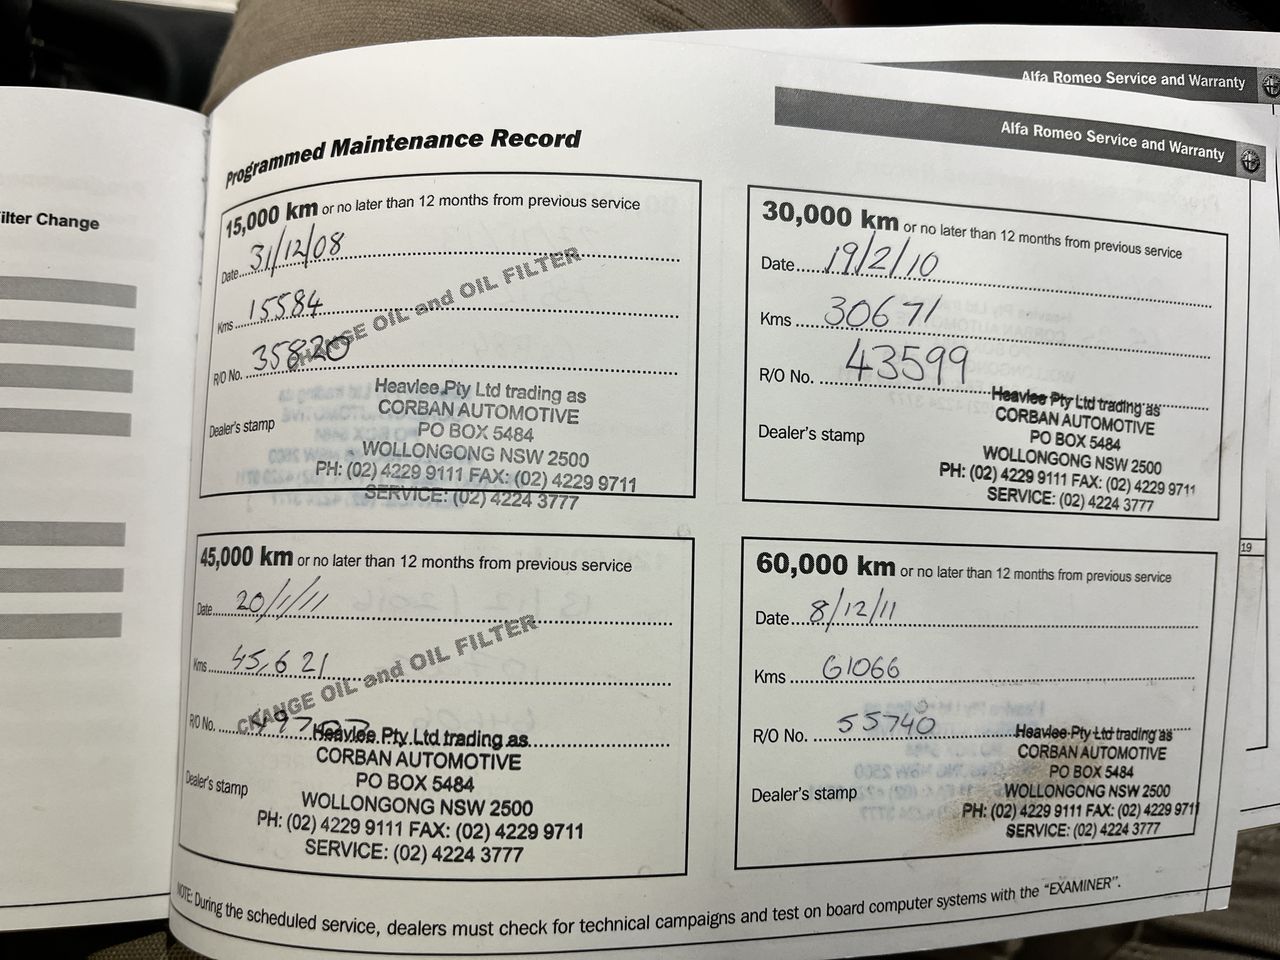 Alfa Romeo Service and Warranty
Alfa Romeo Service and Warranty
ilter Change
Programmed Maintenance Record
15,000 km or no later than 12 months from previous service
Date 31/12/08
Kms 15584
R/O No. 35820
CHANGE OIL and OIL FILTER
Dealer's stamp
Heavlee Pty Ltd trading as
CORBAN AUTOMOTIVE
PO BOX 5484
WOLLONGONG NSW 2500
PH: (02) 4229 9111 FAX: (02) 4229 9711
SERVICE: (02) 4224 3777
30,000 km or no later than 12 months from previous service
Date 19/2/10
Kms 30671
R/O No. 43599
Dealer's stamp
Heavlee Pty Ltd trading as
CORBAN AUTOMOTIVE
PO BOX 5484
WOLLONGONG NSW 2500
PH: (02) 4229 9111 FAX: (02) 4229 9711
SERVICE: (02) 4224 3777
45,000 km or no later than 12 months from previous service
Date 20/1/11
Kms 45,621
R/O No.
CHANGE OIL and OIL FILTER
Dealer's stamp
Heavlee Pty Ltd trading as
CORBAN AUTOMOTIVE
PO BOX 5484
WOLLONGONG NSW 2500
PH: (02) 4229 9111 FAX: (02) 4229 9711
SERVICE: (02) 4224 3777
60,000 km or no later than 12 months from previous service
Date 8/12/11
Kms 61066
R/O No. 55740
Dealer's stamp
Heavlee Pty Ltd trading as
CORBAN AUTOMOTIVE
PO BOX 5484
WOLLONGONG NSW 2500
PH: (02) 4229 9111 FAX: (02) 4229 9711
SERVICE: (02) 4224 3777
NOTE: During the scheduled service, dealers must check for technical campaigns and test on board computer systems with the “EXAMINER”.
19